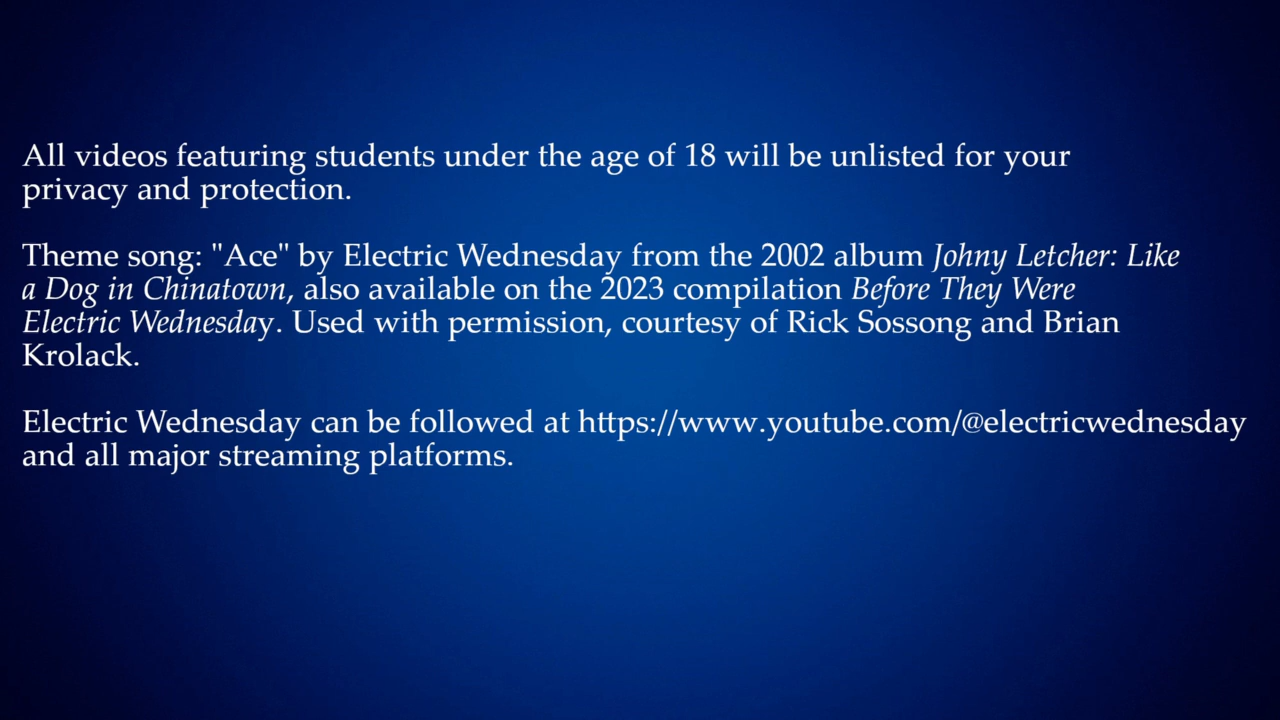 All videos featuring students under the age of 18 will be unlisted for your
privacy and protection.
Theme song: "Ace" by Electric Wednesday from the 2002 album Johny Letcher: Like
a Dog in Chinatown, also available on the 2023 compilation Before They Were
Electric Wednesday. Used with permission, courtesy of Rick Sossong and Brian
Krolack.
Electric Wednesday can be followed at https://www.youtube.com/@electricwednesday
and all major streaming platforms.